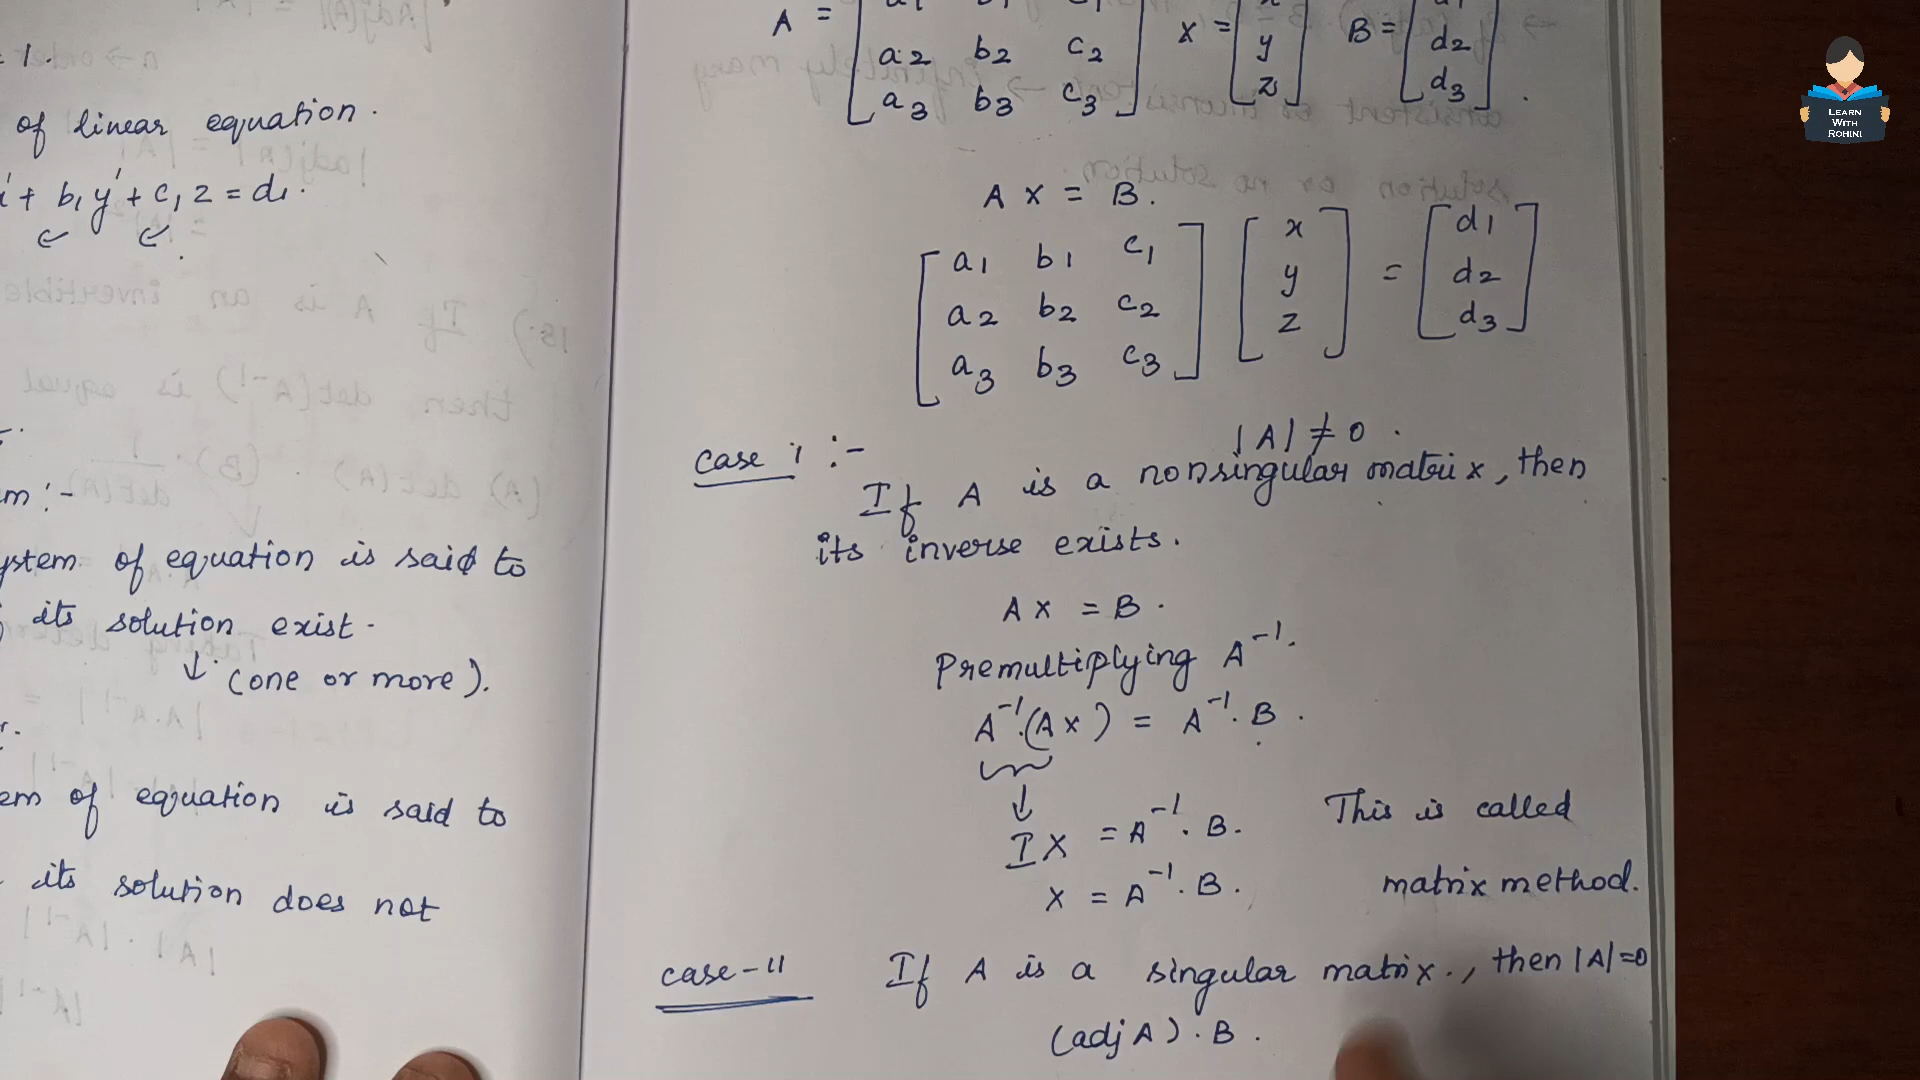 = 1.
of linear equation.
+ b1y + c1z = d1.
m :-
ystem of equation is said to
its solution exist.
↓ (one or more).
em of equation is said to
its solution does not
A =
a2 b2 c2
a3 b3 c3
X =
y
z
B =
d2
d3
A X = B.
a1 b1 c1
a2 b2 c2
a3 b3 c3
x
y
z
=
d1
d2
d3
|A| ≠ 0.
case i :-
If A is a nonsingular matrix, then
its inverse exists.
AX = B.
Premultiplying A⁻¹.
A⁻¹.(AX) = A⁻¹.B.
↓
IX = A⁻¹.B.
X = A⁻¹.B.
This is called
matrix method.
case-II
If A is a singular matrix., then |A|=0
(adj A).B.
LEARN
WITH
ROHINI